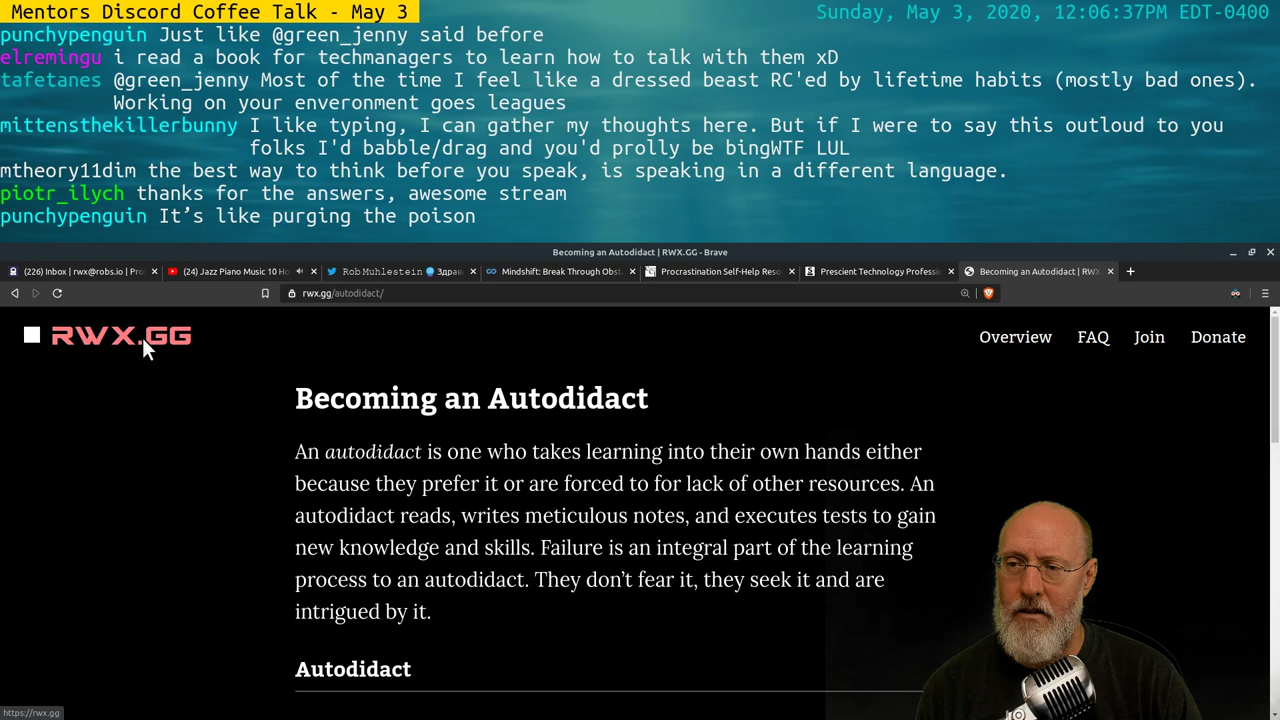 Mentors Discord Coffee Talk - May 3
Sunday, May 3, 2020, 12:06:37PM EDT-0400
punchypenguin Just like @green_jenny said before
elremingu i read a book for techmanagers to learn how to talk with them xD
tafetanes @green_jenny Most of the time I feel like a dressed beast RC'ed by lifetime habits (mostly bad ones).
Working on your enveronment goes leagues
mittensthekillerbunny I like typing, I can gather my thoughts here. But if I were to say this outloud to you
folks I'd babble/drag and you'd prolly be bingWTF LUL
mtheory11dim the best way to think before you speak, is speaking in a different language.
piotr_ilych thanks for the answers, awesome stream
punchypenguin It’s like purging the poison
Becoming an Autodidact | RWX.GG - Brave
(226) Inbox | rwx@robs.io | Pro
(24) Jazz Piano Music 10 Ho
Rob Muhlestein Здрав
Mindshift: Break Through Obst
Procrastination Self-Help Reso
Prescient Technology Professio
Becoming an Autodidact | RWX
rwx.gg/autodidact/
RWX.GG
Overview FAQ Join Donate
Becoming an Autodidact
An autodidact is one who takes learning into their own hands either
because they prefer it or are forced to for lack of other resources. An
autodidact reads, writes meticulous notes, and executes tests to gain
new knowledge and skills. Failure is an integral part of the learning
process to an autodidact. They don’t fear it, they seek it and are
intrigued by it.
Autodidact
https://rwx.gg